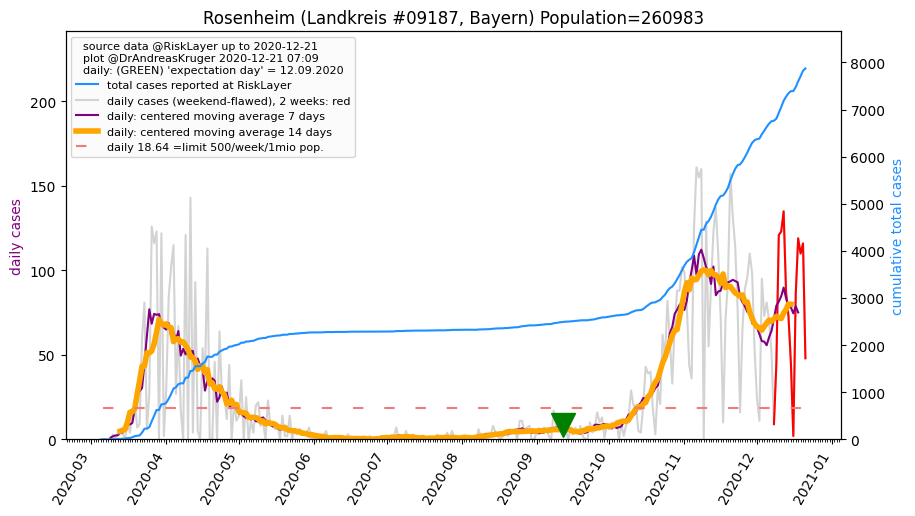 Rosenheim (Landkreis #09187, Bayern) Population=260983
source data @RiskLayer up to 2020-12-21
plot @DrAndreasKruger 2020-12-21 07:09
daily: (GREEN) 'expectation day' = 12.09.2020
total cases reported at RiskLayer
daily cases (weekend-flawed), 2 weeks: red
daily: centered moving average 7 days
daily: centered moving average 14 days
daily 18.64 =limit 500/week/1mio pop.
daily cases
200
150
100
50
0
cumulative total cases
8000
7000
6000
5000
4000
3000
2000
1000
0
2020-03
2020-04
2020-05
2020-06
2020-07
2020-08
2020-09
2020-10
2020-11
2020-12
2021-01